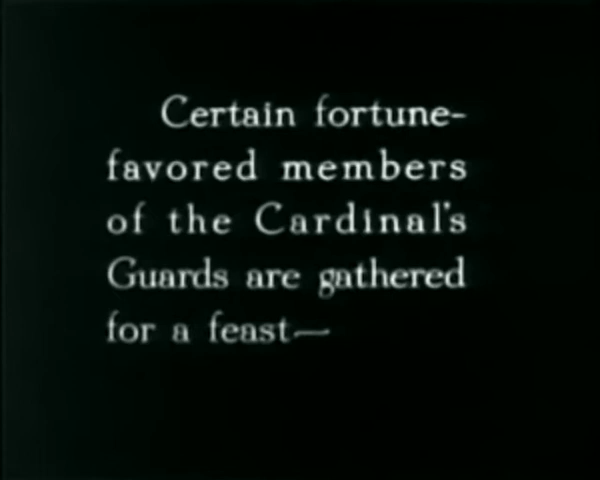 Certain fortune-
favored members
of the Cardinal's
Guards are gathered
for a feast—